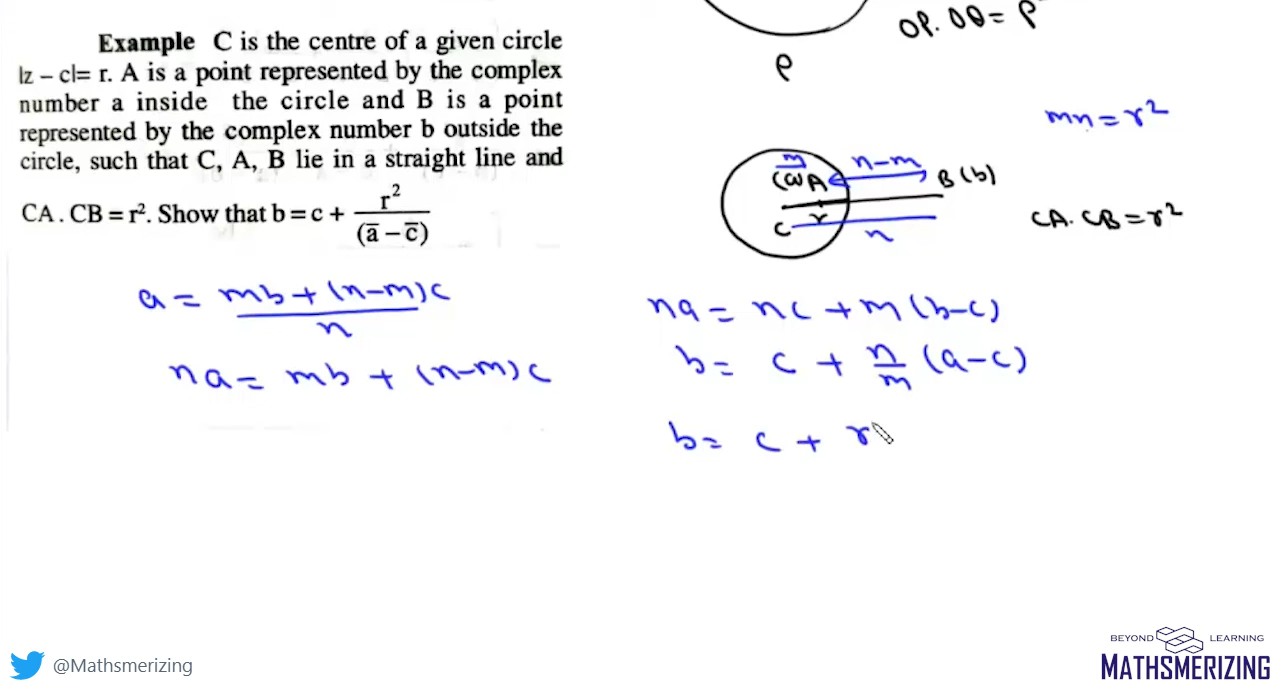 Example C is the centre of a given circle
|z – c|= r. A is a point represented by the complex
number a inside the circle and B is a point
represented by the complex number b outside the
circle, such that C, A, B lie in a straight line and
CA . CB = r². Show that b = c + r² / (ā – c̄)
a = mb + (n-m)c / n
na = mb + (n-m)c
OP. OQ = ρ
ρ
mn = r²
m
n-m
(a) A
B (b)
C
r
n
CA. CB = r²
na = nc + m(b-c)
b = c + n/m (a-c)
b = c + r
@Mathsmerizing
BEYOND LEARNING
MATHSMERIZING